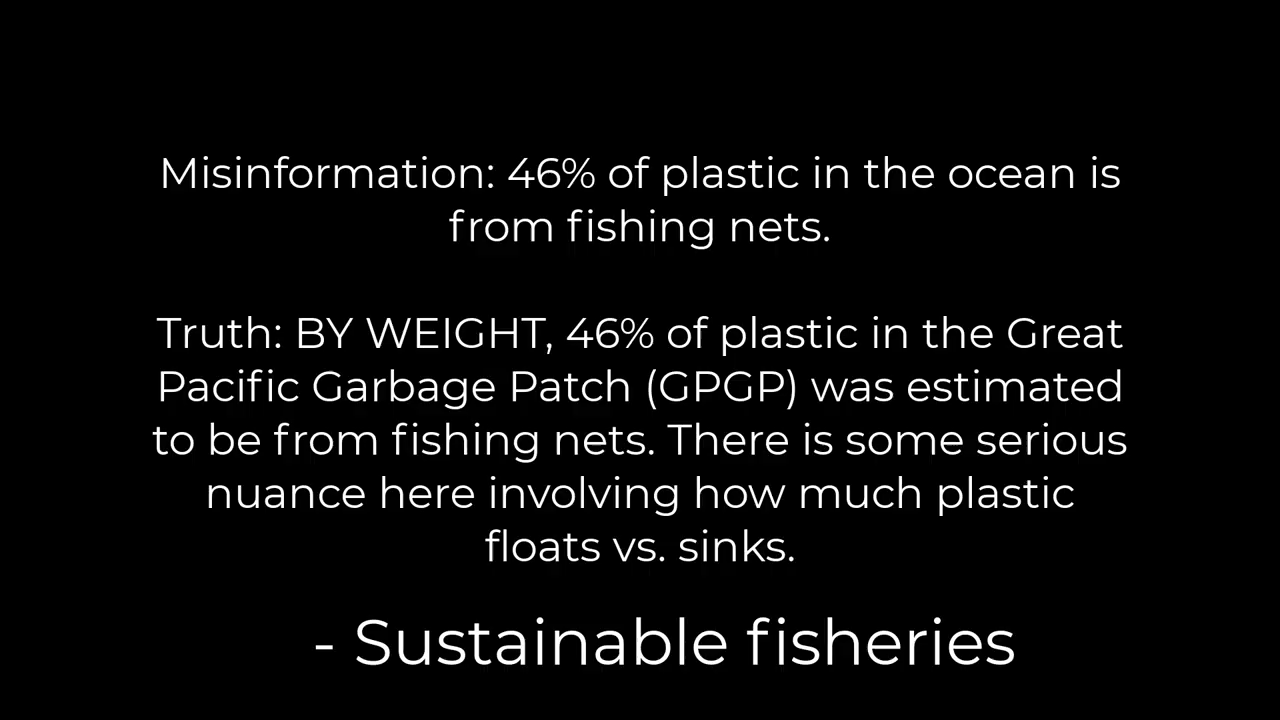 Misinformation: 46% of plastic in the ocean is
from fishing nets.
Truth: BY WEIGHT, 46% of plastic in the Great
Pacific Garbage Patch (GPGP) was estimated
to be from fishing nets. There is some serious
nuance here involving how much plastic
floats vs. sinks.
- Sustainable fisheries